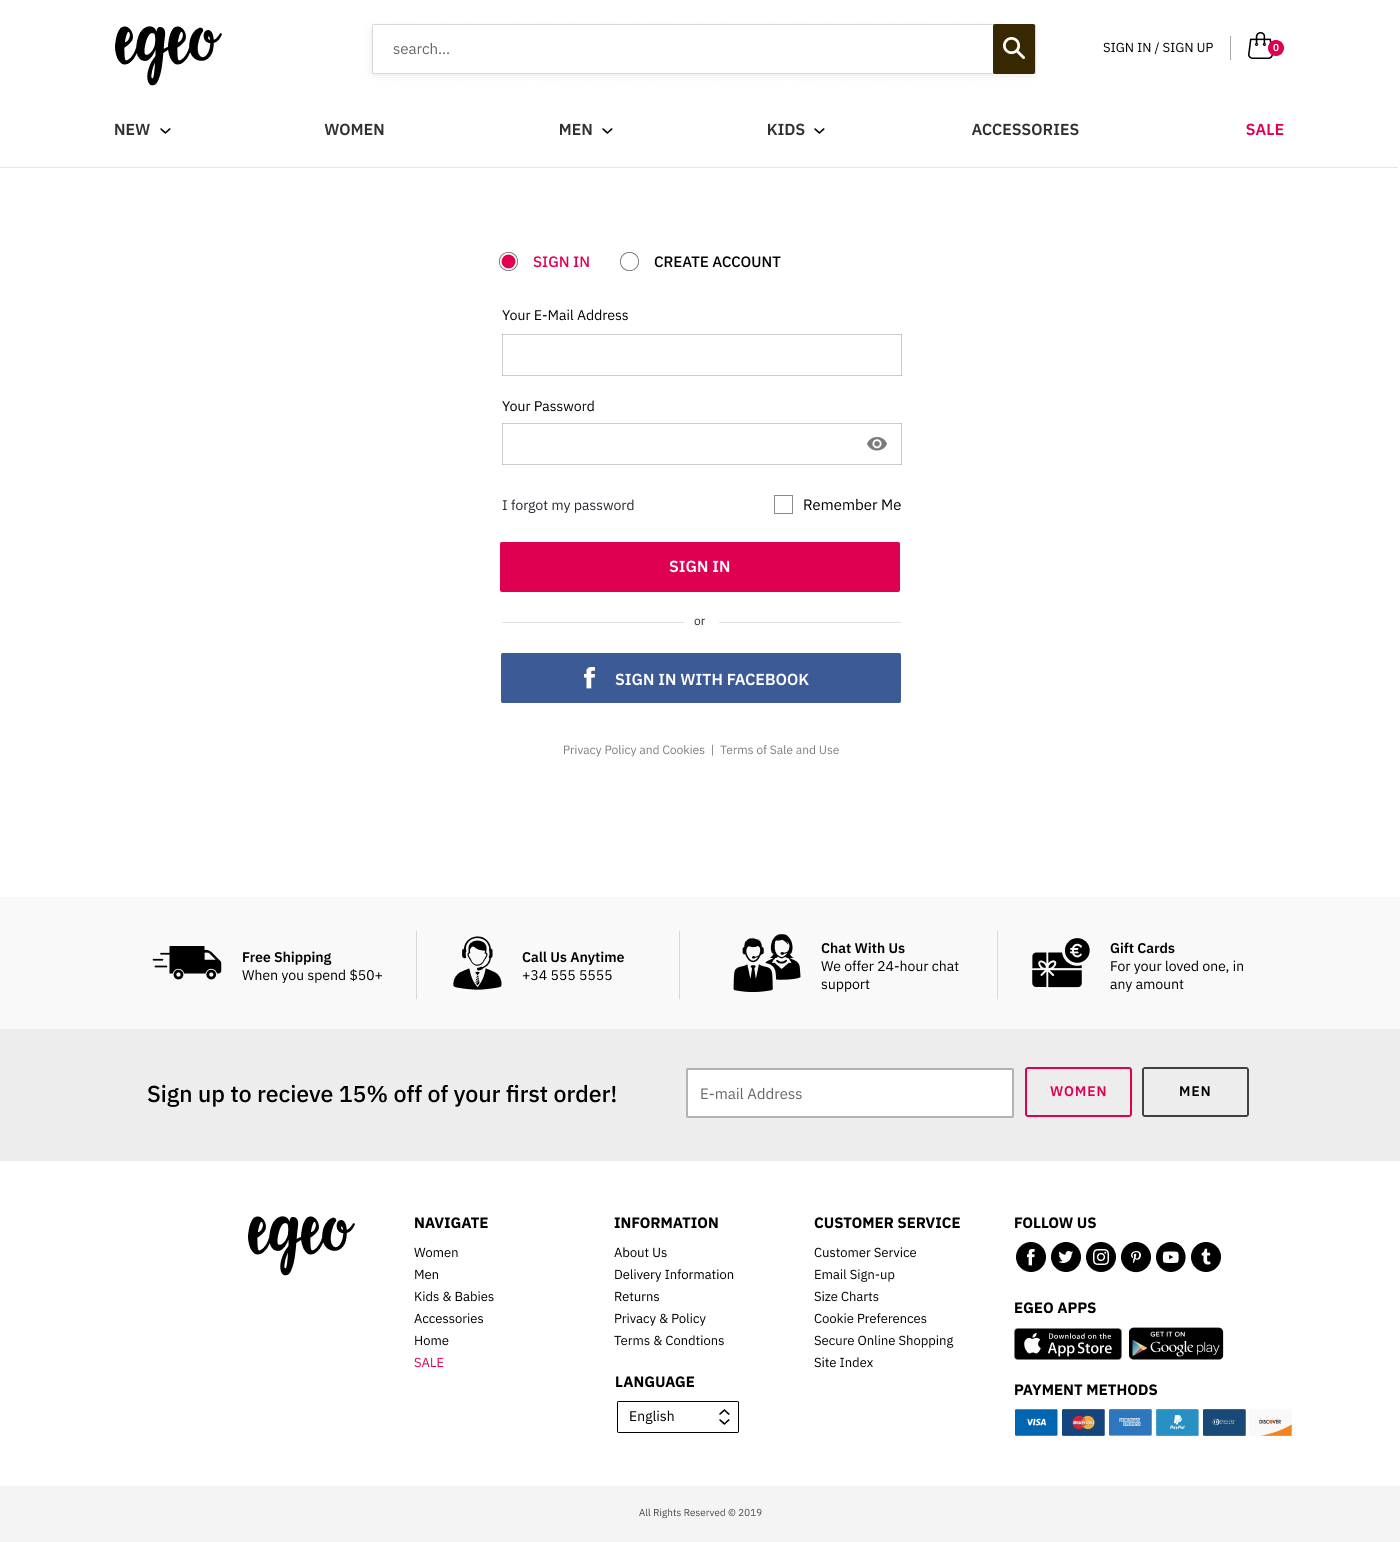 egeo
search...
SIGN IN / SIGN UP
0
NEW
WOMEN
MEN
KIDS
ACCESSORIES
SALE
SIGN IN
CREATE ACCOUNT
Your E-Mail Address
Your Password
I forgot my password
Remember Me
SIGN IN
or
f SIGN IN WITH FACEBOOK
Privacy Policy and Cookies | Terms of Sale and Use
Free Shipping
When you spend $50+
Call Us Anytime
+34 555 5555
Chat With Us
We offer 24-hour chat
support
€
Gift Cards
For your loved one, in
any amount
Sign up to recieve 15% off of your first order!
E-mail Address
WOMEN
MEN
egeo
NAVIGATE
Women
Men
Kids & Babies
Accessories
Home
SALE
INFORMATION
About Us
Delivery Information
Returns
Privacy & Policy
Terms & Condtions
LANGUAGE
English
CUSTOMER SERVICE
Customer Service
Email Sign-up
Size Charts
Cookie Preferences
Secure Online Shopping
Site Index
FOLLOW US
EGEO APPS
Download on the
App Store
GET IT ON
Google play
PAYMENT METHODS
VISA
PayPal
DISCOVER
All Rights Reserved © 2019